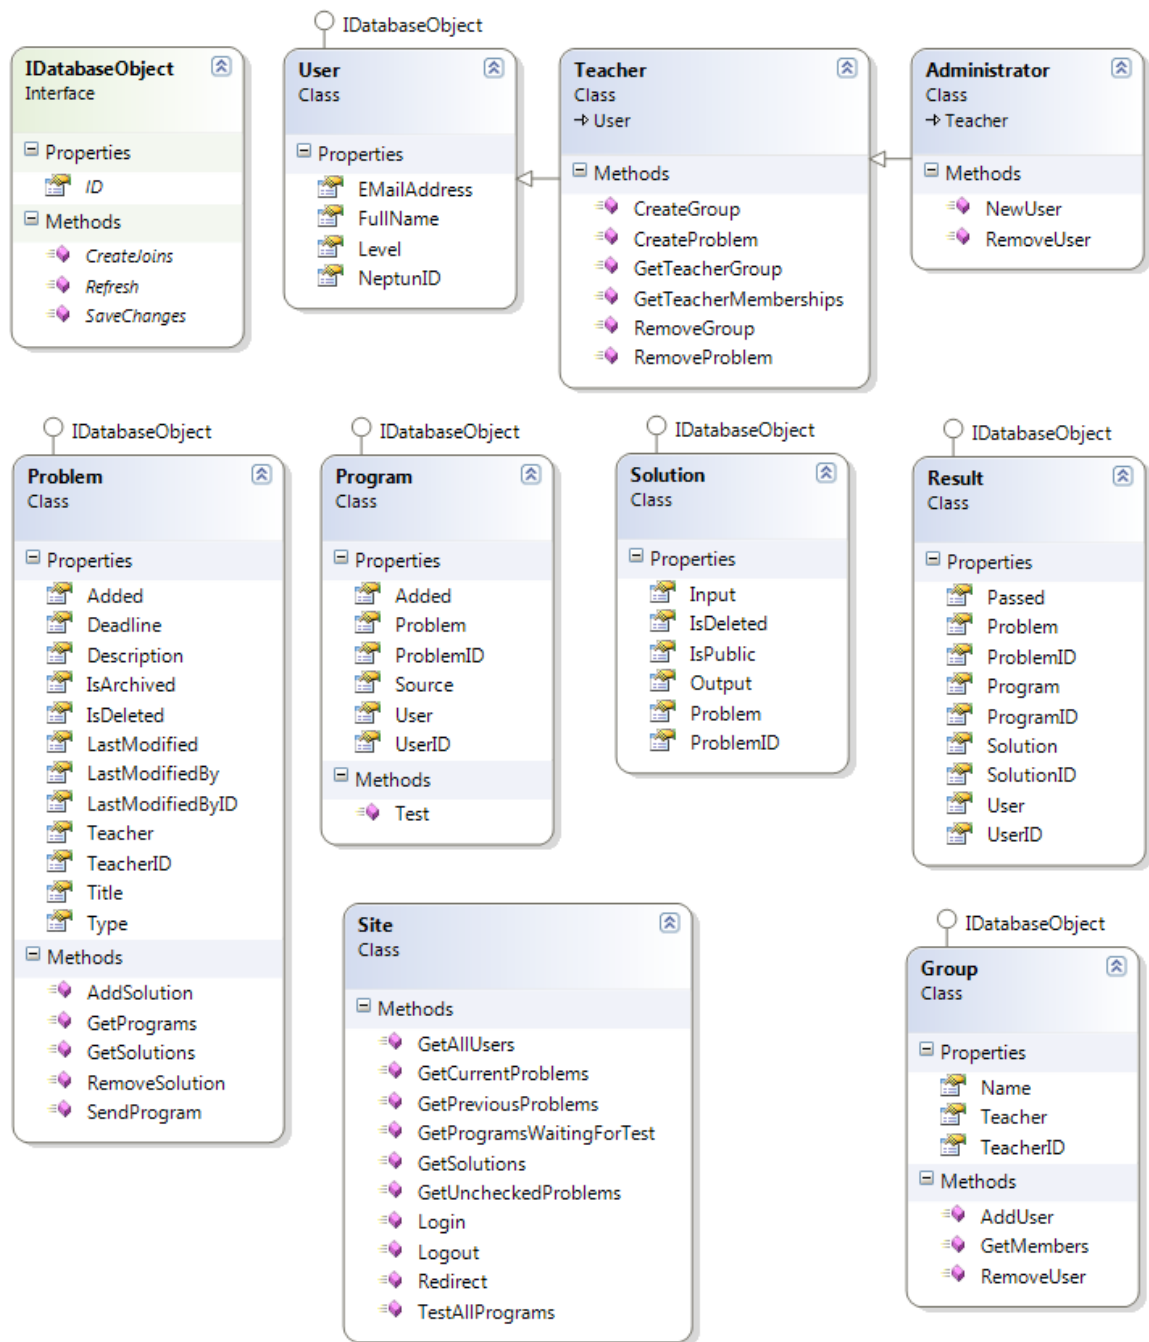 IDatabaseObject
IDatabaseObject
Interface
Properties
ID
Methods
CreateJoins
Refresh
SaveChanges
User
Class
Properties
EMailAddress
FullName
Level
NeptunID
Teacher
Class
User
Methods
CreateGroup
CreateProblem
GetTeacherGroup
GetTeacherMemberships
RemoveGroup
RemoveProblem
Administrator
Class
Teacher
Methods
NewUser
RemoveUser
IDatabaseObject
Problem
Class
Properties
Added
Deadline
Description
IsArchived
IsDeleted
LastModified
LastModifiedBy
LastModifiedByID
Teacher
TeacherID
Title
Type
Methods
AddSolution
GetPrograms
GetSolutions
RemoveSolution
SendProgram
IDatabaseObject
Program
Class
Properties
Added
Problem
ProblemID
Source
User
UserID
Methods
Test
IDatabaseObject
Solution
Class
Properties
Input
IsDeleted
IsPublic
Output
Problem
ProblemID
IDatabaseObject
Result
Class
Properties
Passed
Problem
ProblemID
Program
ProgramID
Solution
SolutionID
User
UserID
Site
Class
Methods
GetAllUsers
GetCurrentProblems
GetPreviousProblems
GetProgramsWaitingForTest
GetSolutions
GetUncheckedProblems
Login
Logout
Redirect
TestAllPrograms
IDatabaseObject
Group
Class
Properties
Name
Teacher
TeacherID
Methods
AddUser
GetMembers
RemoveUser